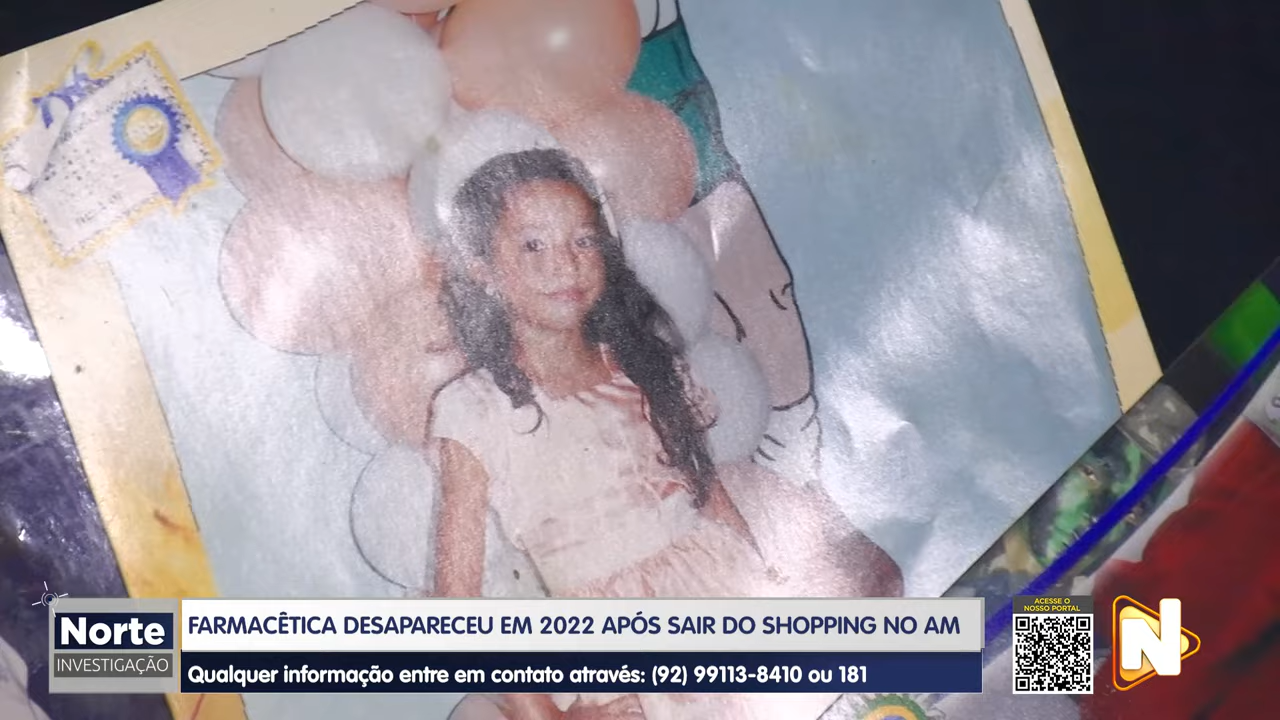 Norte
INVESTIGAÇÃO
FARMACÊTICA DESAPARECEU EM 2022 APÓS SAIR DO SHOPPING NO AM
Qualquer informação entre em contato através: (92) 99113-8410 ou 181
ACESSE O
NOSSO PORTAL
N